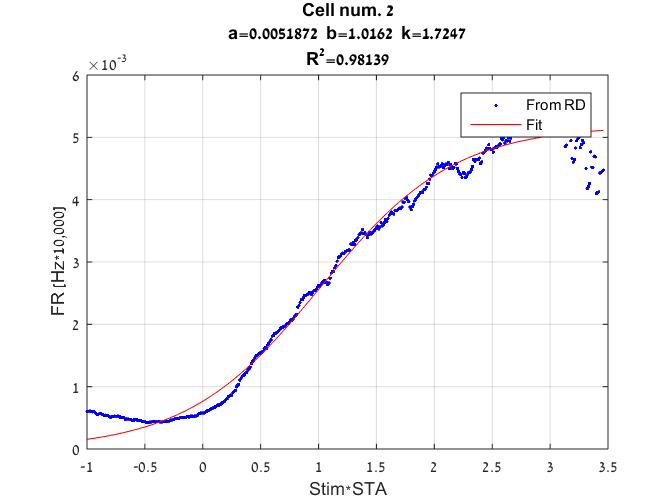 Cell num. 2
a=0.0051872 b=1.0162 k=1.7247
R²=0.98139
×10⁻³
From RD
Fit
6
5
4
3
2
1
0
FR [Hz*10,000]
-1 -0.5 0 0.5 1 1.5 2 2.5 3 3.5
Stim*STA